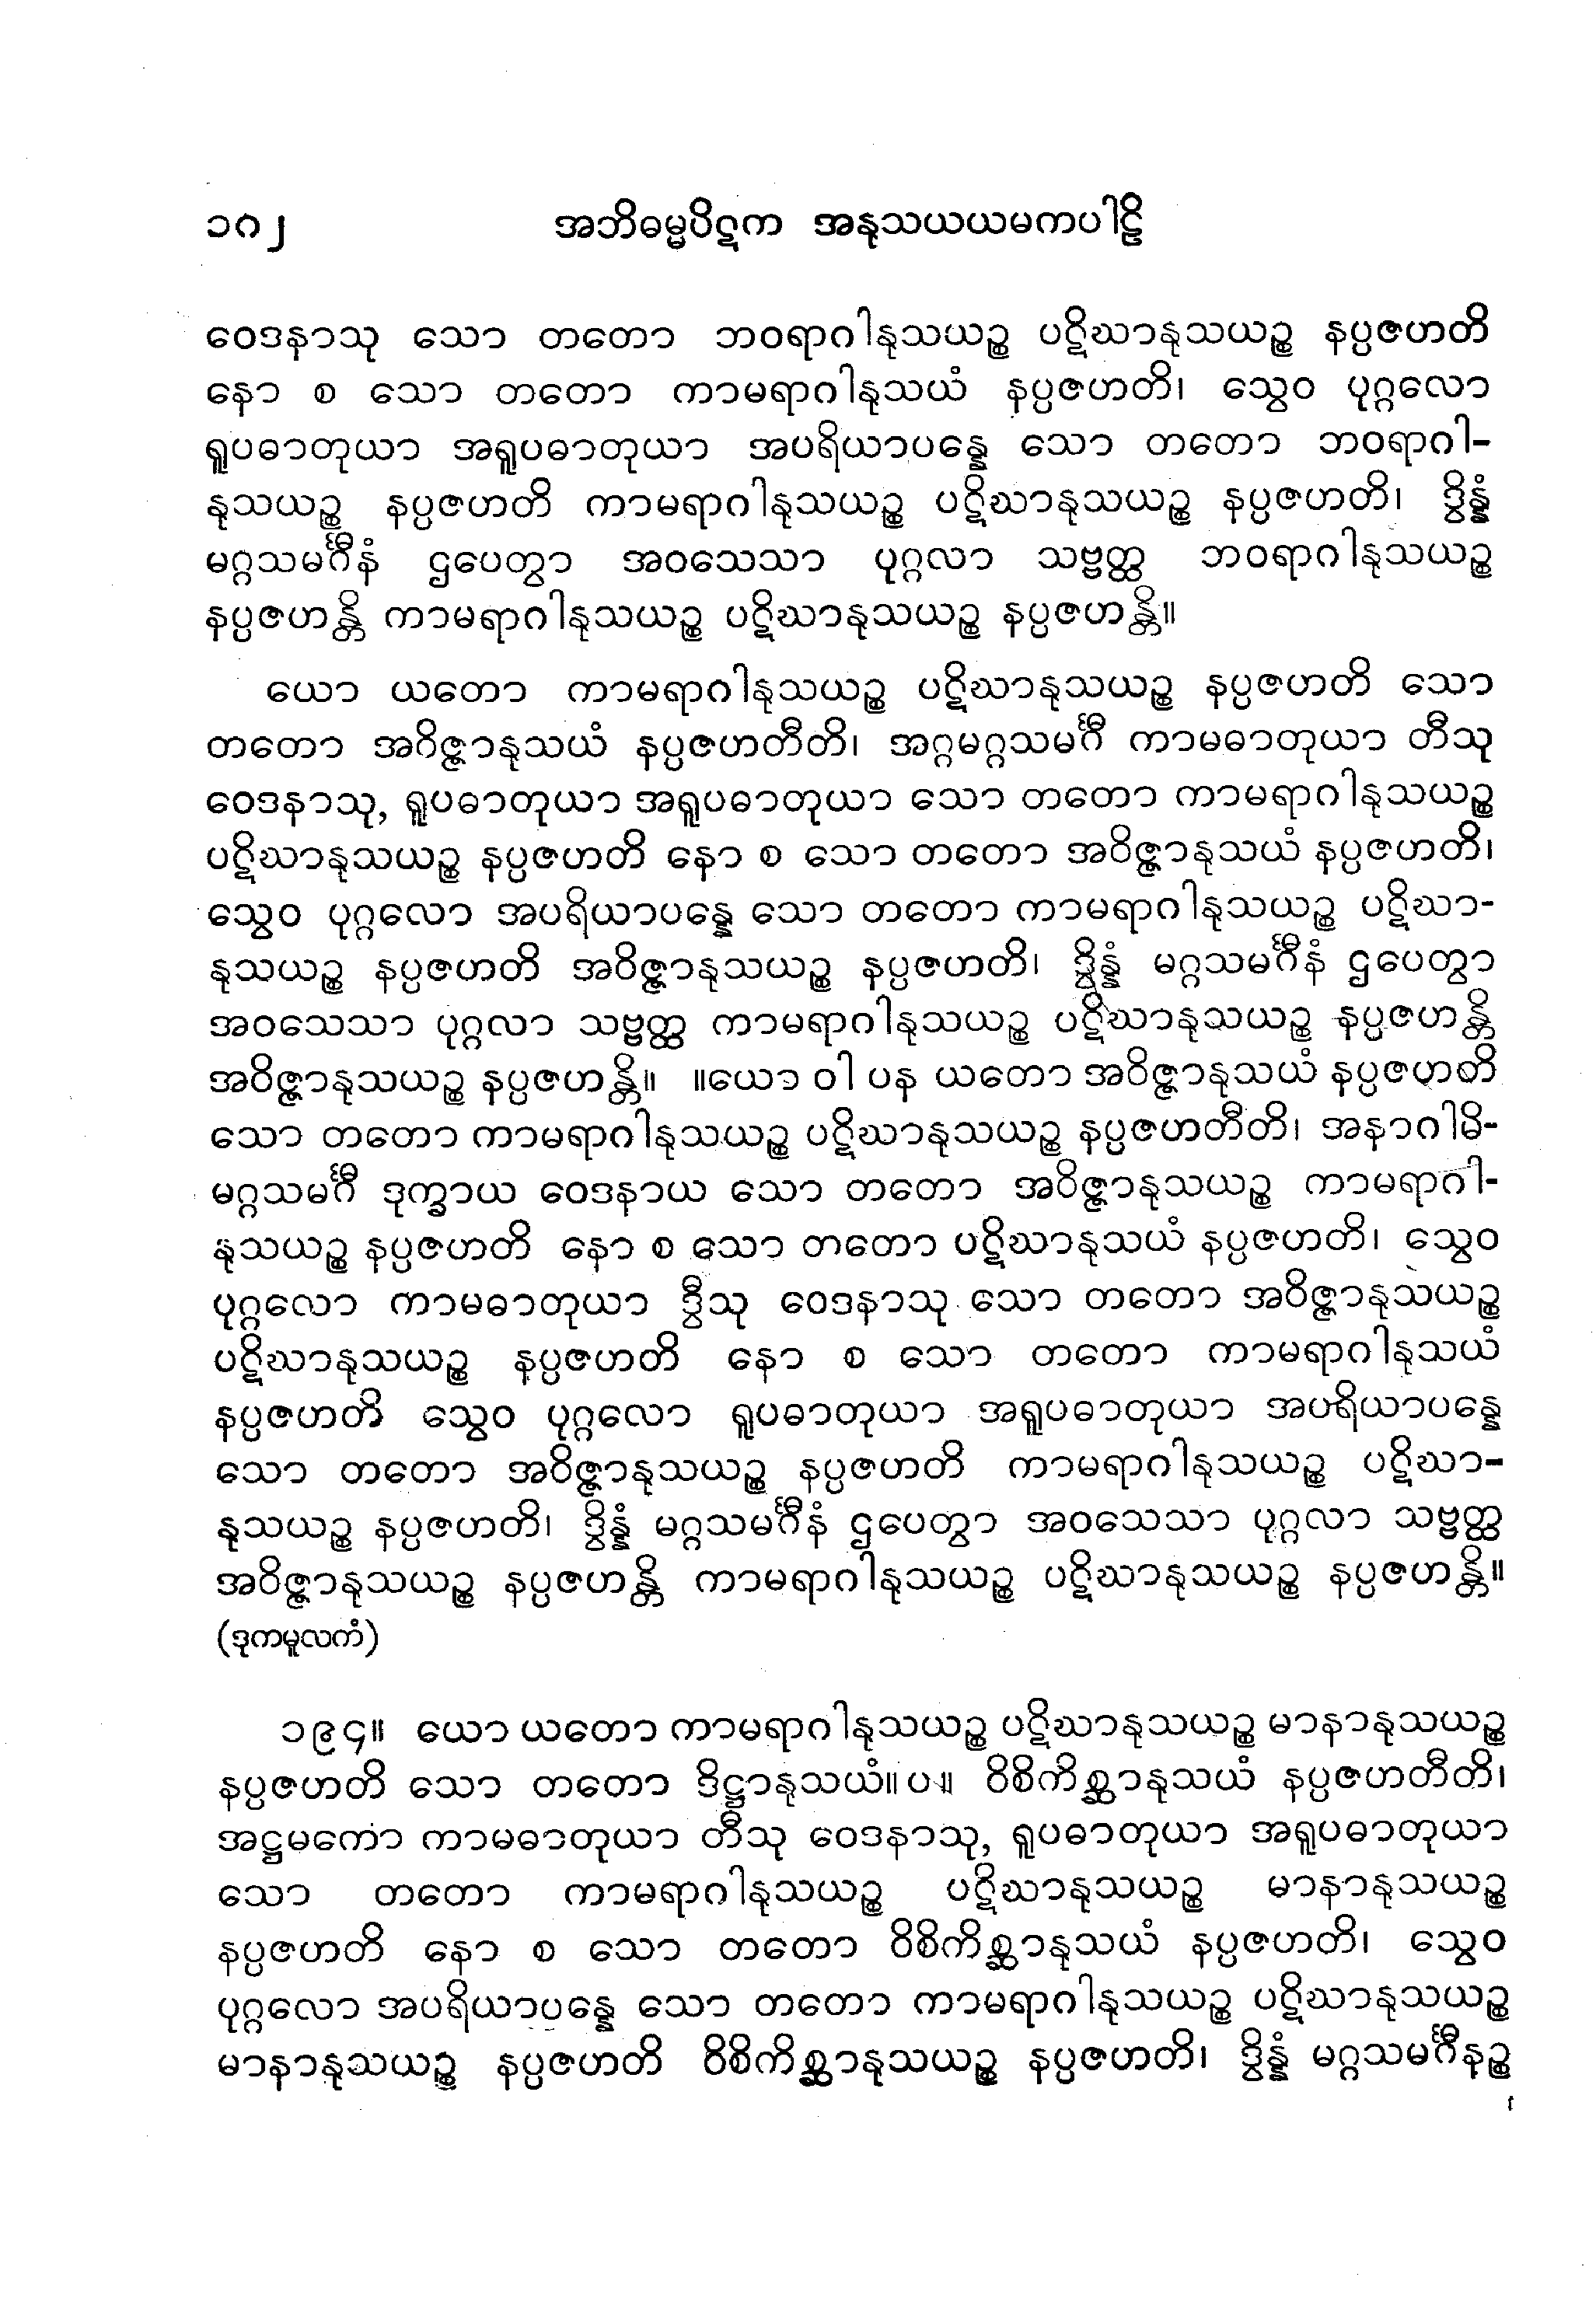 ၁၈၂ အဘိဓမ္မပိဋက အနုသယယမကပါဠိ
ဝေဒနာသု သော တတော ဘဝရာဂါနုသယဉ္စ ပဋိဃာနုသယဉ္စ နပ္ပဇဟတိ
နော စ သော တတော ကာမရာဂါနုသယံ နပ္ပဇဟတိ၊ သွေဝ ပုဂ္ဂလော
ရူပဓာတုယာ အရူပဓာတုယာ အပရိယာပန္နေ သော တတော ဘဝရာဂါ-
နုသယဉ္စ နပ္ပဇဟတိ ကာမရာဂါနုသယဉ္စ ပဋိဃာနုသယဉ္စ နပ္ပဇဟတိ၊ ဒွိန္နံ
မဂ္ဂသမင်္ဂီနံ ဌပေတွာ အဝသေသာ ပုဂ္ဂလာ သဗ္ဗတ္ထ ဘဝရာဂါနုသယဉ္စ
နပ္ပဇဟန္တိ ကာမရာဂါနုသယဉ္စ ပဋိဃာနုသယဉ္စ နပ္ပဇဟန္တိ။
ယော ယတော ကာမရာဂါနုသယဉ္စ ပဋိဃာနုသယဉ္စ နပ္ပဇဟတိ သော
တတော အဝိဇ္ဇာနုသယံ နပ္ပဇဟတီတိ၊ အဂ္ဂမဂ္ဂသမင်္ဂီ ကာမဓာတုယာ တီသု
ဝေဒနာသု, ရူပဓာတုယာ အရူပဓာတုယာ သော တတော ကာမရာဂါနုသယဉ္စ
ပဋိဃာနုသယဉ္စ နပ္ပဇဟတိ နော စ သော တတော အဝိဇ္ဇာနုသယံ နပ္ပဇဟတိ၊
သွေဝ ပုဂ္ဂလော အပရိယာပန္နေ သော တတော ကာမရာဂါနုသယဉ္စ ပဋိဃာ-
နုသယဉ္စ နပ္ပဇဟတိ အဝိဇ္ဇာနုသယဉ္စ နပ္ပဇဟတိ၊ ဒွိန္နံ မဂ္ဂသမင်္ဂီနံ ဌပေတွာ
အဝသေသာ ပုဂ္ဂလာ သဗ္ဗတ္ထ ကာမရာဂါနုသယဉ္စ ပဋိဃာနုသယဉ္စ နပ္ပဇဟန္တိ
အဝိဇ္ဇာနုသယဉ္စ နပ္ပဇဟန္တိ။ ။ယော ဝါ ပန ယတော အဝိဇ္ဇာနုသယံ နပ္ပဇဟတိ
သော တတော ကာမရာဂါနုသယဉ္စ ပဋိဃာနုသယဉ္စ နပ္ပဇဟတီတိ၊ အနာဂါမိ-
မဂ္ဂသမင်္ဂီ ဒုက္ခာယ ဝေဒနာယ သော တတော အဝိဇ္ဇာနုသယဉ္စ ကာမရာဂါ-
နုသယဉ္စ နပ္ပဇဟတိ နော စ သော တတော ပဋိဃာနုသယံ နပ္ပဇဟတိ၊ သွေဝ
ပုဂ္ဂလော ကာမဓာတုယာ ဒွီသု ဝေဒနာသု သော တတော အဝိဇ္ဇာနုသယဉ္စ
ပဋိဃာနုသယဉ္စ နပ္ပဇဟတိ နော စ သော တတော ကာမရာဂါနုသယံ
နပ္ပဇဟတိ သွေဝ ပုဂ္ဂလော ရူပဓာတုယာ အရူပဓာတုယာ အပရိယာပန္နေ
သော တတော အဝိဇ္ဇာနုသယဉ္စ နပ္ပဇဟတိ ကာမရာဂါနုသယဉ္စ ပဋိဃာ-
နုသယဉ္စ နပ္ပဇဟတိ၊ ဒွိန္နံ မဂ္ဂသမင်္ဂီနံ ဌပေတွာ အဝသေသာ ပုဂ္ဂလာ သဗ္ဗတ္ထ
အဝိဇ္ဇာနုသယဉ္စ နပ္ပဇဟန္တိ ကာမရာဂါနုသယဉ္စ ပဋိဃာနုသယဉ္စ နပ္ပဇဟန္တိ။
(ဒုကမူလကံ)
၁၉၄။ ယော ယတော ကာမရာဂါနုသယဉ္စ ပဋိဃာနုသယဉ္စ မာနာနုသယဉ္စ
နပ္ပဇဟတိ သော တတော ဒိဋ္ဌာနုသယံ။ပ။ ဝိစိကိစ္ဆာနုသယံ နပ္ပဇဟတီတိ၊
အဋ္ဌမကော ကာမဓာတုယာ တီသု ဝေဒနာသု, ရူပဓာတုယာ အရူပဓာတုယာ
သော တတော ကာမရာဂါနုသယဉ္စ ပဋိဃာနုသယဉ္စ မာနာနုသယဉ္စ
နပ္ပဇဟတိ နော စ သော တတော ဝိစိကိစ္ဆာနုသယံ နပ္ပဇဟတိ၊ သွေဝ
ပုဂ္ဂလော အပရိယာပန္နေ သော တတော ကာမရာဂါနုသယဉ္စ ပဋိဃာနုသယဉ္စ
မာနာနုသယဉ္စ နပ္ပဇဟတိ ဝိစိကိစ္ဆာနုသယဉ္စ နပ္ပဇဟတိ၊ ဒွိန္နံ မဂ္ဂသမင်္ဂီနဉ္စ